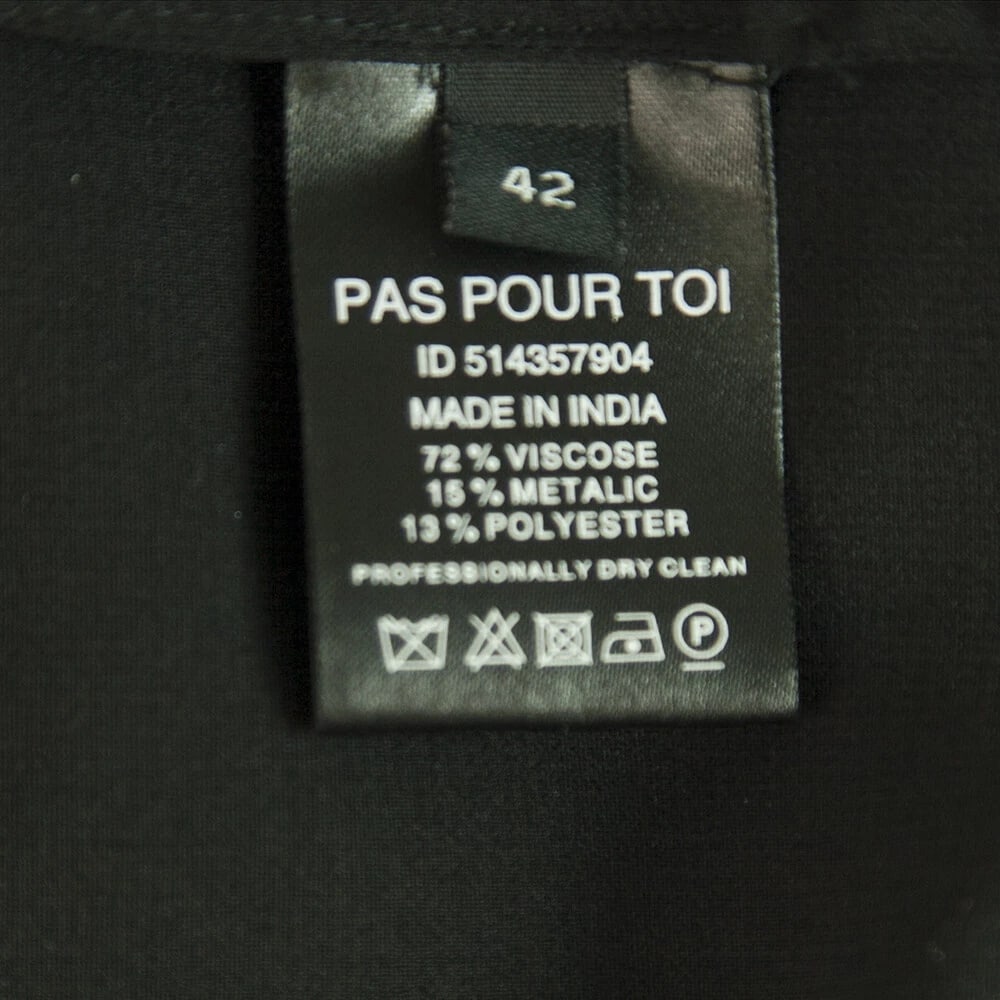 42
PAS POUR TOI
ID 514357904
MADE IN INDIA
72 % VISCOSE
15 % METALIC
13 % POLYESTER
PROFESSIONALLY DRY CLEAN
P